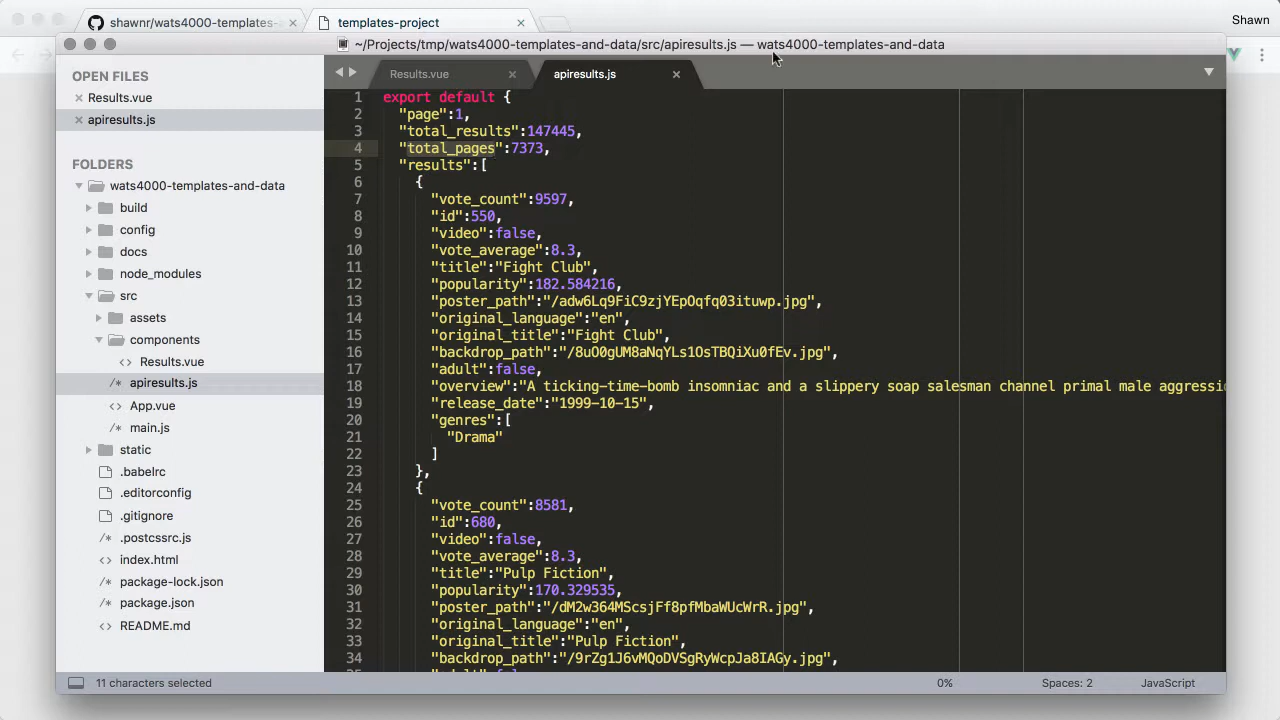 shawnr/wats4000-templates-
templates-project
Shawn
~/Projects/tmp/wats4000-templates-and-data/src/apiresults.js — wats4000-templates-and-data
OPEN FILES
Results.vue
apiresults.js
FOLDERS
wats4000-templates-and-data
build
config
docs
node_modules
src
assets
components
<> Results.vue
/* apiresults.js
<> App.vue
/* main.js
static
.babelrc
.editorconfig
.gitignore
/* .postcssrc.js
<> index.html
package-lock.json
/* package.json
README.md
Results.vue
apiresults.js
1 export default {
2 "page":1,
3 "total_results":147445,
4 "total_pages":7373,
5 "results":[
6 {
7 "vote_count":9597,
8 "id":550,
9 "video":false,
10 "vote_average":8.3,
11 "title":"Fight Club",
12 "popularity":182.584216,
13 "poster_path":"/adw6Lq9FiC9zjYEpOqfq03ituwp.jpg",
14 "original_language":"en",
15 "original_title":"Fight Club",
16 "backdrop_path":"/8uO0gUM8aNqYLs1OsTBQiXu0fEv.jpg",
17 "adult":false,
18 "overview":"A ticking-time-bomb insomniac and a slippery soap salesman channel primal male aggressi
19 "release_date":"1999-10-15",
20 "genres":[
21 "Drama"
22 ]
23 },
24 {
25 "vote_count":8581,
26 "id":680,
27 "video":false,
28 "vote_average":8.3,
29 "title":"Pulp Fiction",
30 "popularity":170.329535,
31 "poster_path":"/dM2w364MScsjFf8pfMbaWUcWrR.jpg",
32 "original_language":"en",
33 "original_title":"Pulp Fiction",
34 "backdrop_path":"/9rZg1J6vMQoDVSgRyWcpJa8IAGy.jpg",
11 characters selected
0%
Spaces: 2
JavaScript